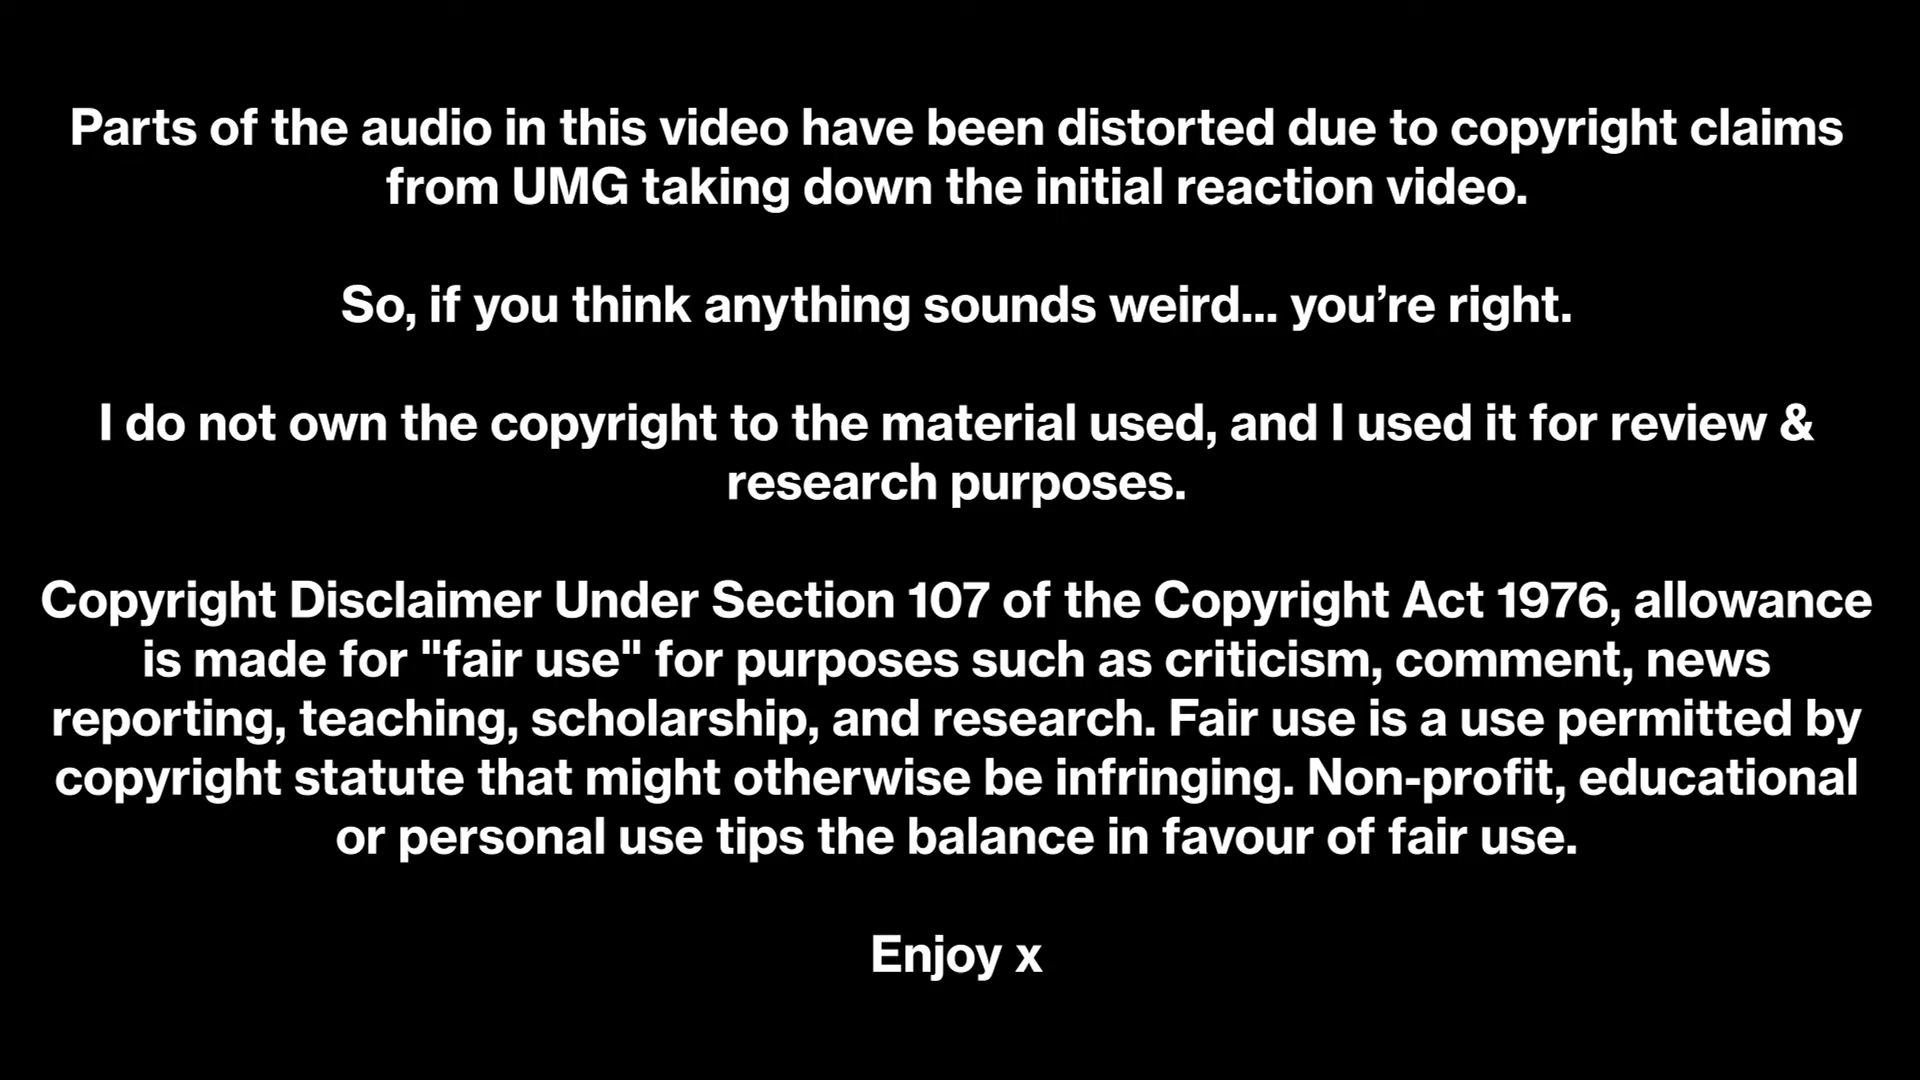 Parts of the audio in this video have been distorted due to copyright claims
from UMG taking down the initial reaction video.
So, if you think anything sounds weird... you’re right.
I do not own the copyright to the material used, and I used it for review &
research purposes.
Copyright Disclaimer Under Section 107 of the Copyright Act 1976, allowance
is made for "fair use" for purposes such as criticism, comment, news
reporting, teaching, scholarship, and research. Fair use is a use permitted by
copyright statute that might otherwise be infringing. Non-profit, educational
or personal use tips the balance in favour of fair use.
Enjoy x